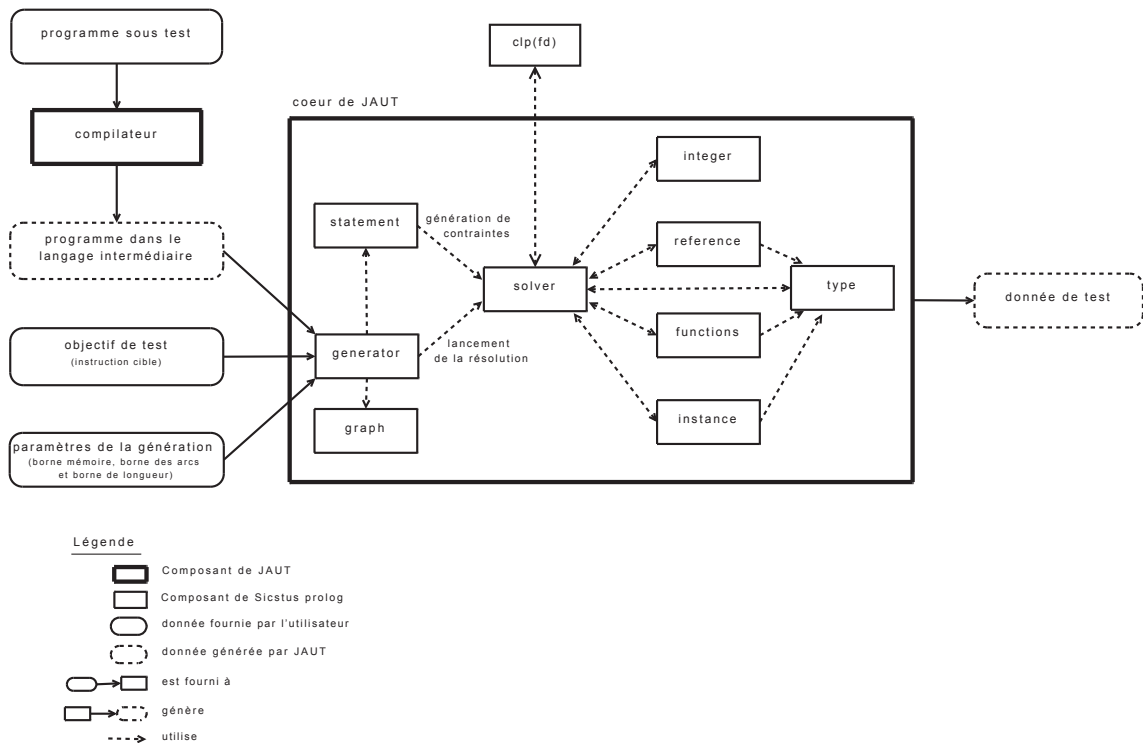 programme sous test
clp(fd)
coeur de JAUT
compilateur
integer
statement
génération de
contraintes
reference
programme dans le
langage intermédiaire
solver
type
donnée de test
objectif de test
(instruction cible)
generator
lancement
de la résolution
functions
graph
instance
paramètres de la génération
(borne mémoire, borne des arcs
et borne de longueur)
Légende
Composant de JAUT
Composant de Sicstus prolog
donnée fournie par l'utilisateur
donnée générée par JAUT
est fourni à
génère
utilise